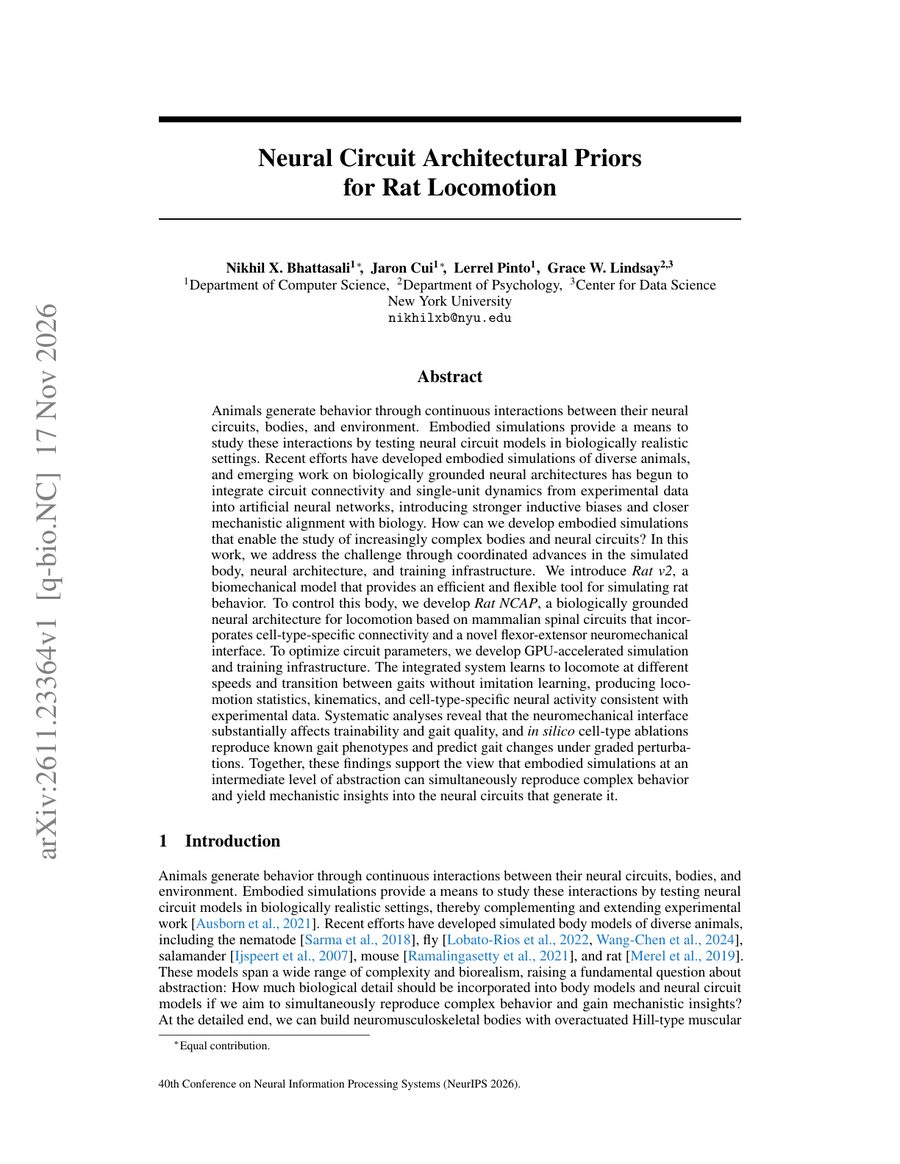 Neural Circuit Architectural Priors
for Rat Locomotion
Nikhil X. Bhattasali¹*, Jaron Cui¹*, Lerrel Pinto¹, Grace W. Lindsay²,³
¹Department of Computer Science, ²Department of Psychology, ³Center for Data Science
New York University
nikhilxb@nyu.edu
arXiv:2611.23364v1 [q-bio.NC] 17 Nov 2026
Abstract
Animals generate behavior through continuous interactions between their neural
circuits, bodies, and environment. Embodied simulations provide a means to
study these interactions by testing neural circuit models in biologically realistic
settings. Recent efforts have developed embodied simulations of diverse animals,
and emerging work on biologically grounded neural architectures has begun to
integrate circuit connectivity and single-unit dynamics from experimental data
into artificial neural networks, introducing stronger inductive biases and closer
mechanistic alignment with biology. How can we develop embodied simulations
that enable the study of increasingly complex bodies and neural circuits? In this
work, we address the challenge through coordinated advances in the simulated
body, neural architecture, and training infrastructure. We introduce Rat v2, a
biomechanical model that provides an efficient and flexible tool for simulating rat
behavior. To control this body, we develop Rat NCAP, a biologically grounded
neural architecture for locomotion based on mammalian spinal circuits that incor-
porates cell-type-specific connectivity and a novel flexor-extensor neuromechanical
interface. To optimize circuit parameters, we develop GPU-accelerated simulation
and training infrastructure. The integrated system learns to locomote at different
speeds and transition between gaits without imitation learning, producing loco-
motion statistics, kinematics, and cell-type-specific neural activity consistent with
experimental data. Systematic analyses reveal that the neuromechanical interface
substantially affects trainability and gait quality, and in silico cell-type ablations
reproduce known gait phenotypes and predict gait changes under graded perturba-
tions. Together, these findings support the view that embodied simulations at an
intermediate level of abstraction can simultaneously reproduce complex behavior
and yield mechanistic insights into the neural circuits that generate it.
1 Introduction
Animals generate behavior through continuous interactions between their neural circuits, bodies, and
environment. Embodied simulations provide a means to study these interactions by testing neural
circuit models in biologically realistic settings, thereby complementing and extending experimental
work [Ausborn et al., 2021]. Recent efforts have developed simulated body models of diverse animals,
including the nematode [Sarma et al., 2018], fly [Lobato-Rios et al., 2022, Wang-Chen et al., 2024],
salamander [Ijspeert et al., 2007], mouse [Ramalingasetty et al., 2021], and rat [Merel et al., 2019].
These models span a wide range of complexity and biorealism, raising a fundamental question about
abstraction: How much biological detail should be incorporated into body models and neural circuit
models if we aim to simultaneously reproduce complex behavior and gain mechanistic insights?
At the detailed end, we can build neuromusculoskeletal bodies with overactuated Hill-type muscular
*Equal contribution.
40th Conference on Neural Information Processing Systems (NeurIPS 2026).